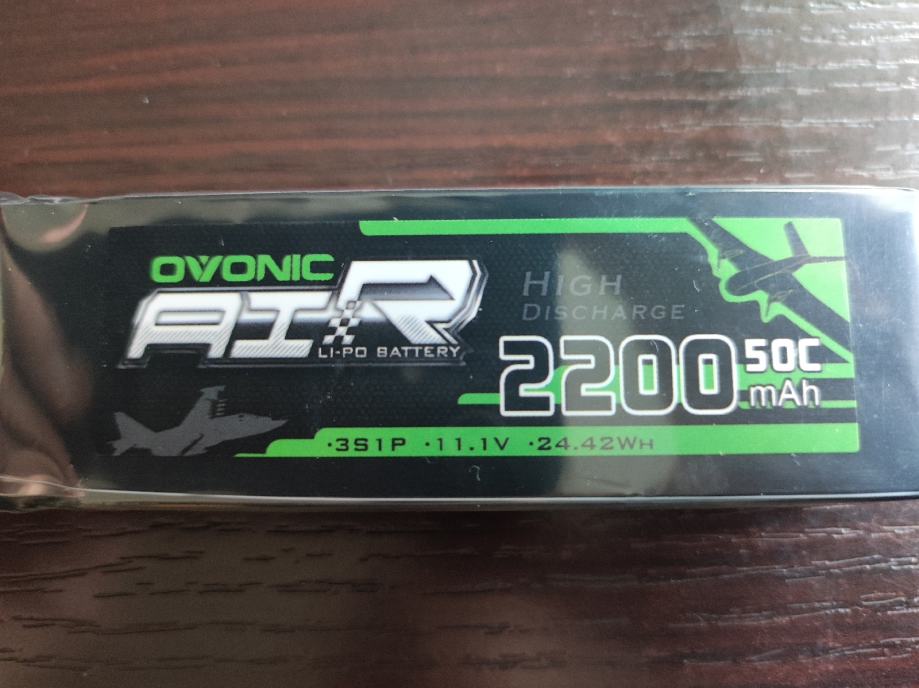 OVONIC
AIR
LI-PO BATTERY
HIGH
DISCHARGE
2200
50C
mAh
·3S1P ·11.1V ·24.42WH